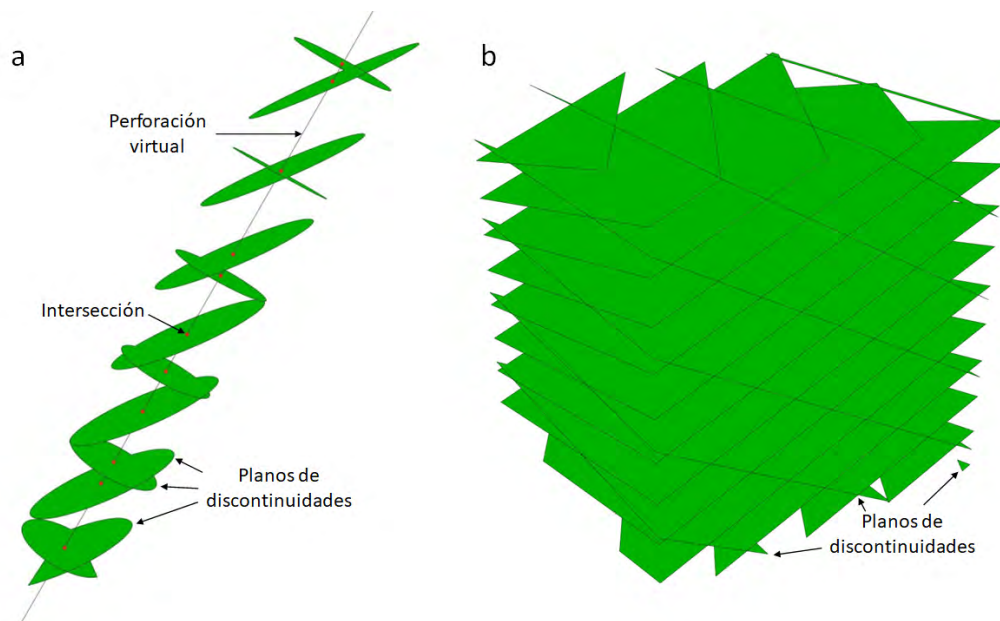 a
Perforación
virtual
Intersección
Planos de
discontinuidades
b
Planos de
discontinuidades